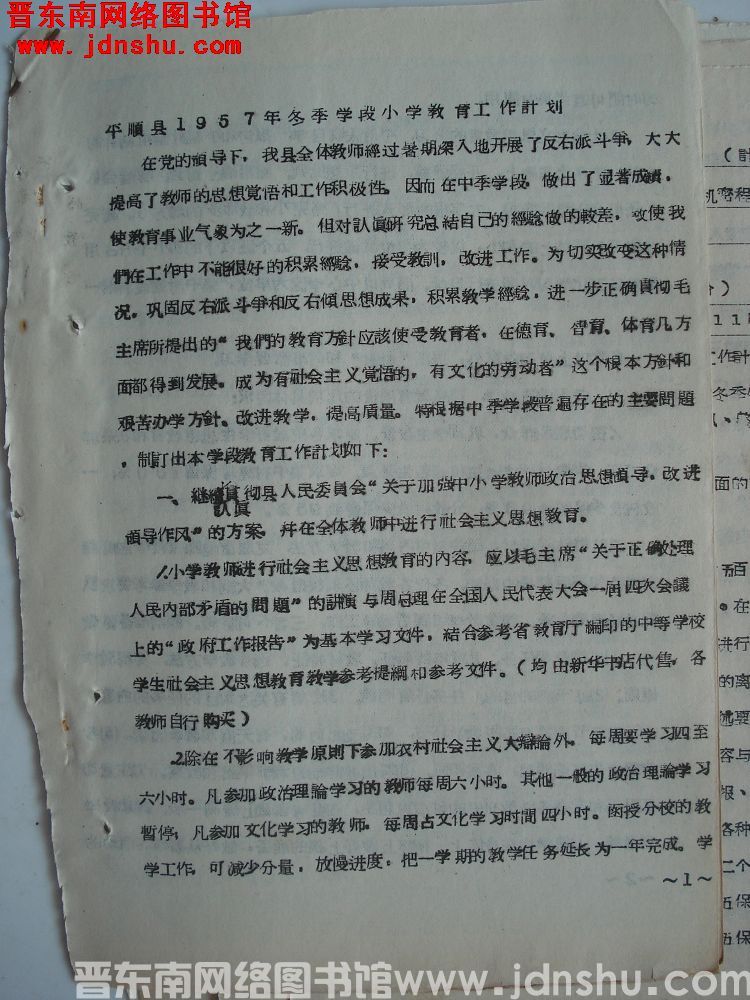 晋东南网络图书馆
www.jdnshu.com
平順县1957年冬季学段小学教育工作計划
在党的領导下，我县全体教师經过暑期深入地开展了反右派斗爭，大大
提高了教师的思想覚悟和工作积极性。因而在中季学段，做出了显著成績，
使教育事业气象为之一新。但对認眞研究总結自己的經驗做的較差，致使我
們在工作中不能很好的积累經驗，接受教訓，改进工作。为切实改变这种情
况。巩固反右派斗爭和反右傾思想成果，积累教学經驗，进一步正确貫彻毛
主席所提出的“我們的教育方針应該使受教育者，在德育、智育、体育几方
面都得到发展。成为有社会主义覚悟的，有文化的劳动者”这个根本方針和
艰苦办学方針。改进教学，提高質量。特根据中季学段普遍存在的主要問題
，制訂出本学段教育工作計划如下：
一、継續貫彻县人民委員会“关于加强中小学教师政治思想領导，改进
認眞
領导作风”的方案，幷在全体教师中进行社会主义思想教育。
1.小学教师进行社会主义思想教育的內容，应以毛主席“关于正确处理
人民内部矛盾的問題”的講演与周总理在全国人民代表大会一届四次会議
上的“政府工作报告”为基本学习文件，結合参考省教育厅編印的中等学校
学生社会主义思想教育教学参考提綱和参考文件。（均由新华书店代售，各
教师自行购买）
2.除在不影响教学原則下参加农村社会主义大辯論外，每周要学习四至
六小时。凡参加政治理論学习的教师每周六小时。其他一般的政治理論学习
暂停；凡参加文化学习的教师，每周占文化学习时間四小时。函授分校的教
学工作，可减少分量，放慢进度，把一学期的教学任务延长为一年完成。学
～1～
晋东南网络图书馆www.jdnshu.com